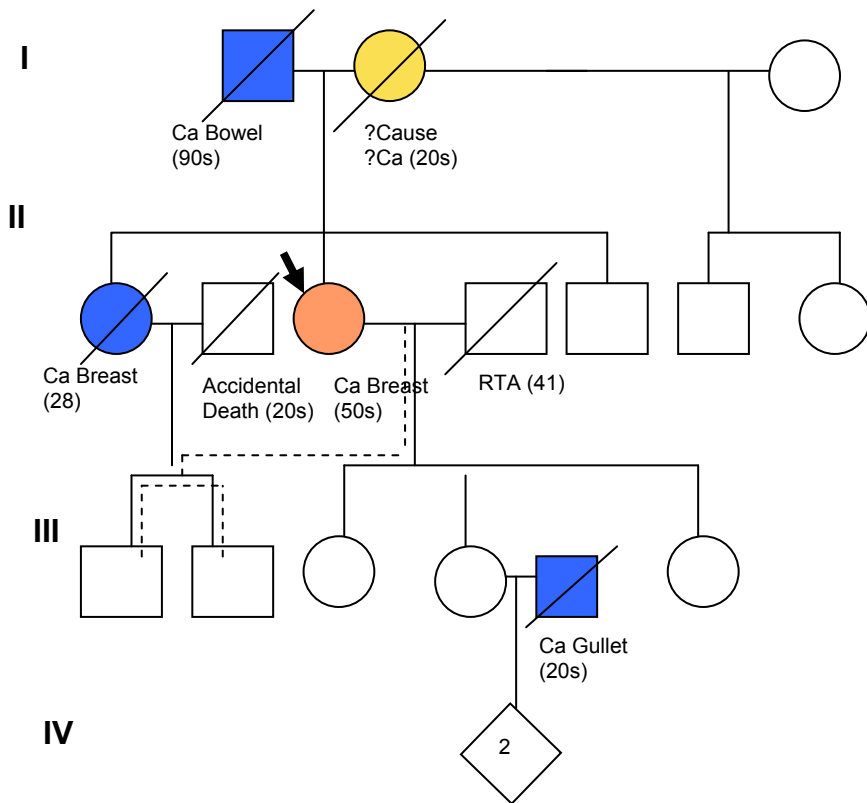 I
Ca Bowel
(90s)
?Cause
?Ca (20s)
II
Ca Breast
(28)
Accidental
Death (20s)
Ca Breast
(50s)
RTA (41)
III
Ca Gullet
(20s)
IV
2